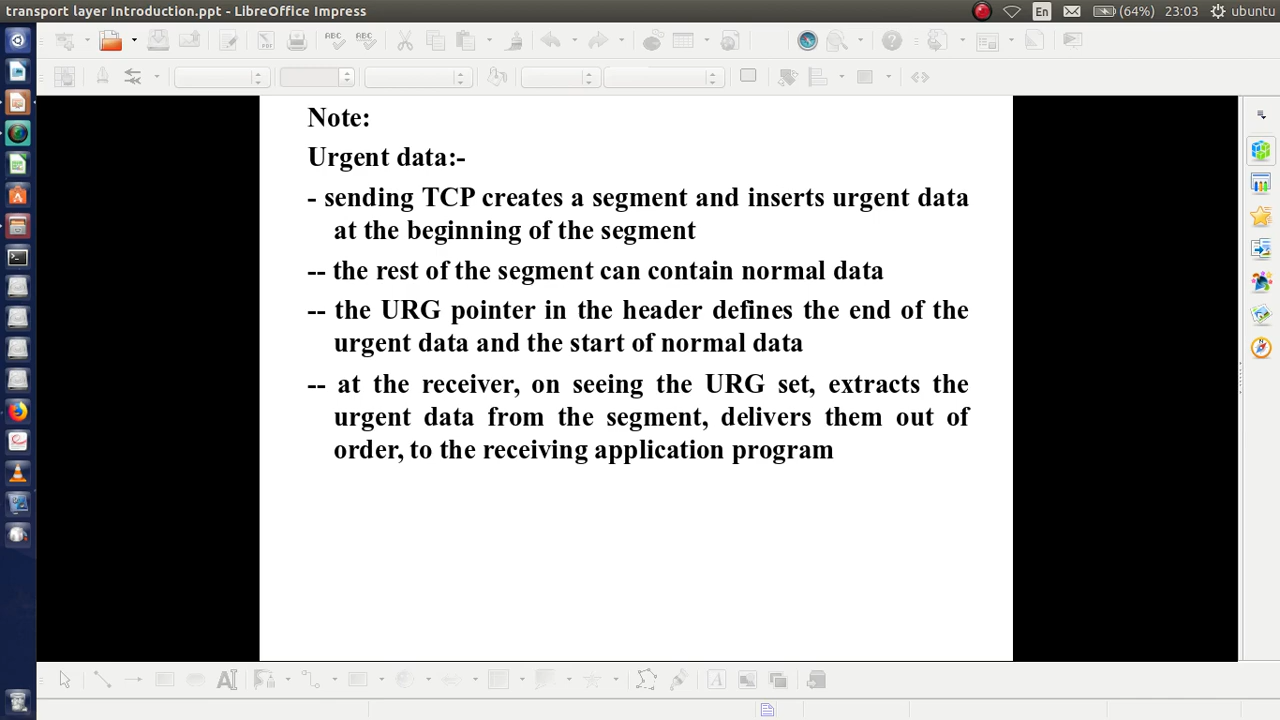 transport layer Introduction.ppt - LibreOffice Impress
En
(64%)
23:03
ubuntu
Note:
Urgent data:-
- sending TCP creates a segment and inserts urgent data
at the beginning of the segment
-- the rest of the segment can contain normal data
-- the URG pointer in the header defines the end of the
urgent data and the start of normal data
-- at the receiver, on seeing the URG set, extracts the
urgent data from the segment, delivers them out of
order, to the receiving application program